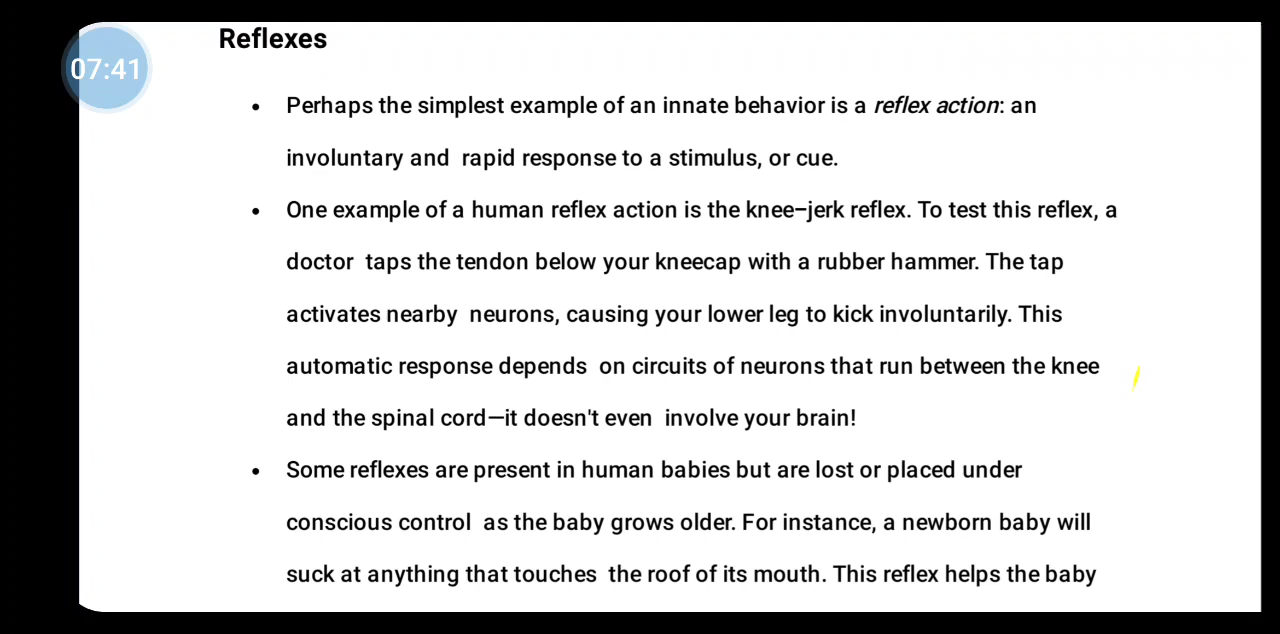 Reflexes
07:41
• Perhaps the simplest example of an innate behavior is a reflex action: an
involuntary and rapid response to a stimulus, or cue.
• One example of a human reflex action is the knee-jerk reflex. To test this reflex, a
doctor taps the tendon below your kneecap with a rubber hammer. The tap
activates nearby neurons, causing your lower leg to kick involuntarily. This
automatic response depends on circuits of neurons that run between the knee
and the spinal cord—it doesn't even involve your brain!
• Some reflexes are present in human babies but are lost or placed under
conscious control as the baby grows older. For instance, a newborn baby will
suck at anything that touches the roof of its mouth. This reflex helps the baby